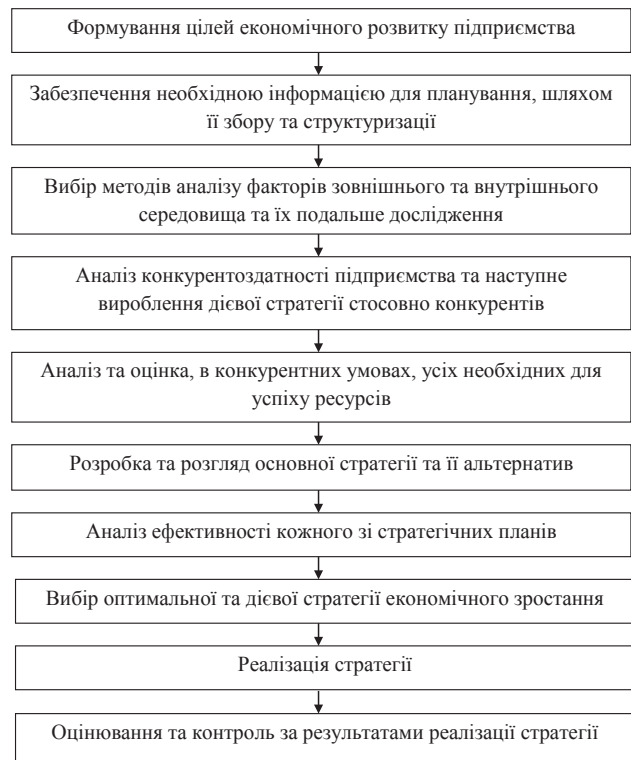 Формування цілей економічного розвитку підприємства
Забезпечення необхідною інформацією для планування, шляхом
її збору та структуризації
Вибір методів аналізу факторів зовнішнього та внутрішнього
середовища та їх подальше дослідження
Аналіз конкурентоздатності підприємства та наступне
вироблення дієвої стратегії стосовно конкурентів
Аналіз та оцінка, в конкурентних умовах, усіх необхідних для
успіху ресурсів
Розробка та розгляд основної стратегії та її альтернатив
Аналіз ефективності кожного зі стратегічних планів
Вибір оптимальної та дієвої стратегії економічного зростання
Реалізація стратегії
Оцінювання та контроль за результатами реалізації стратегії